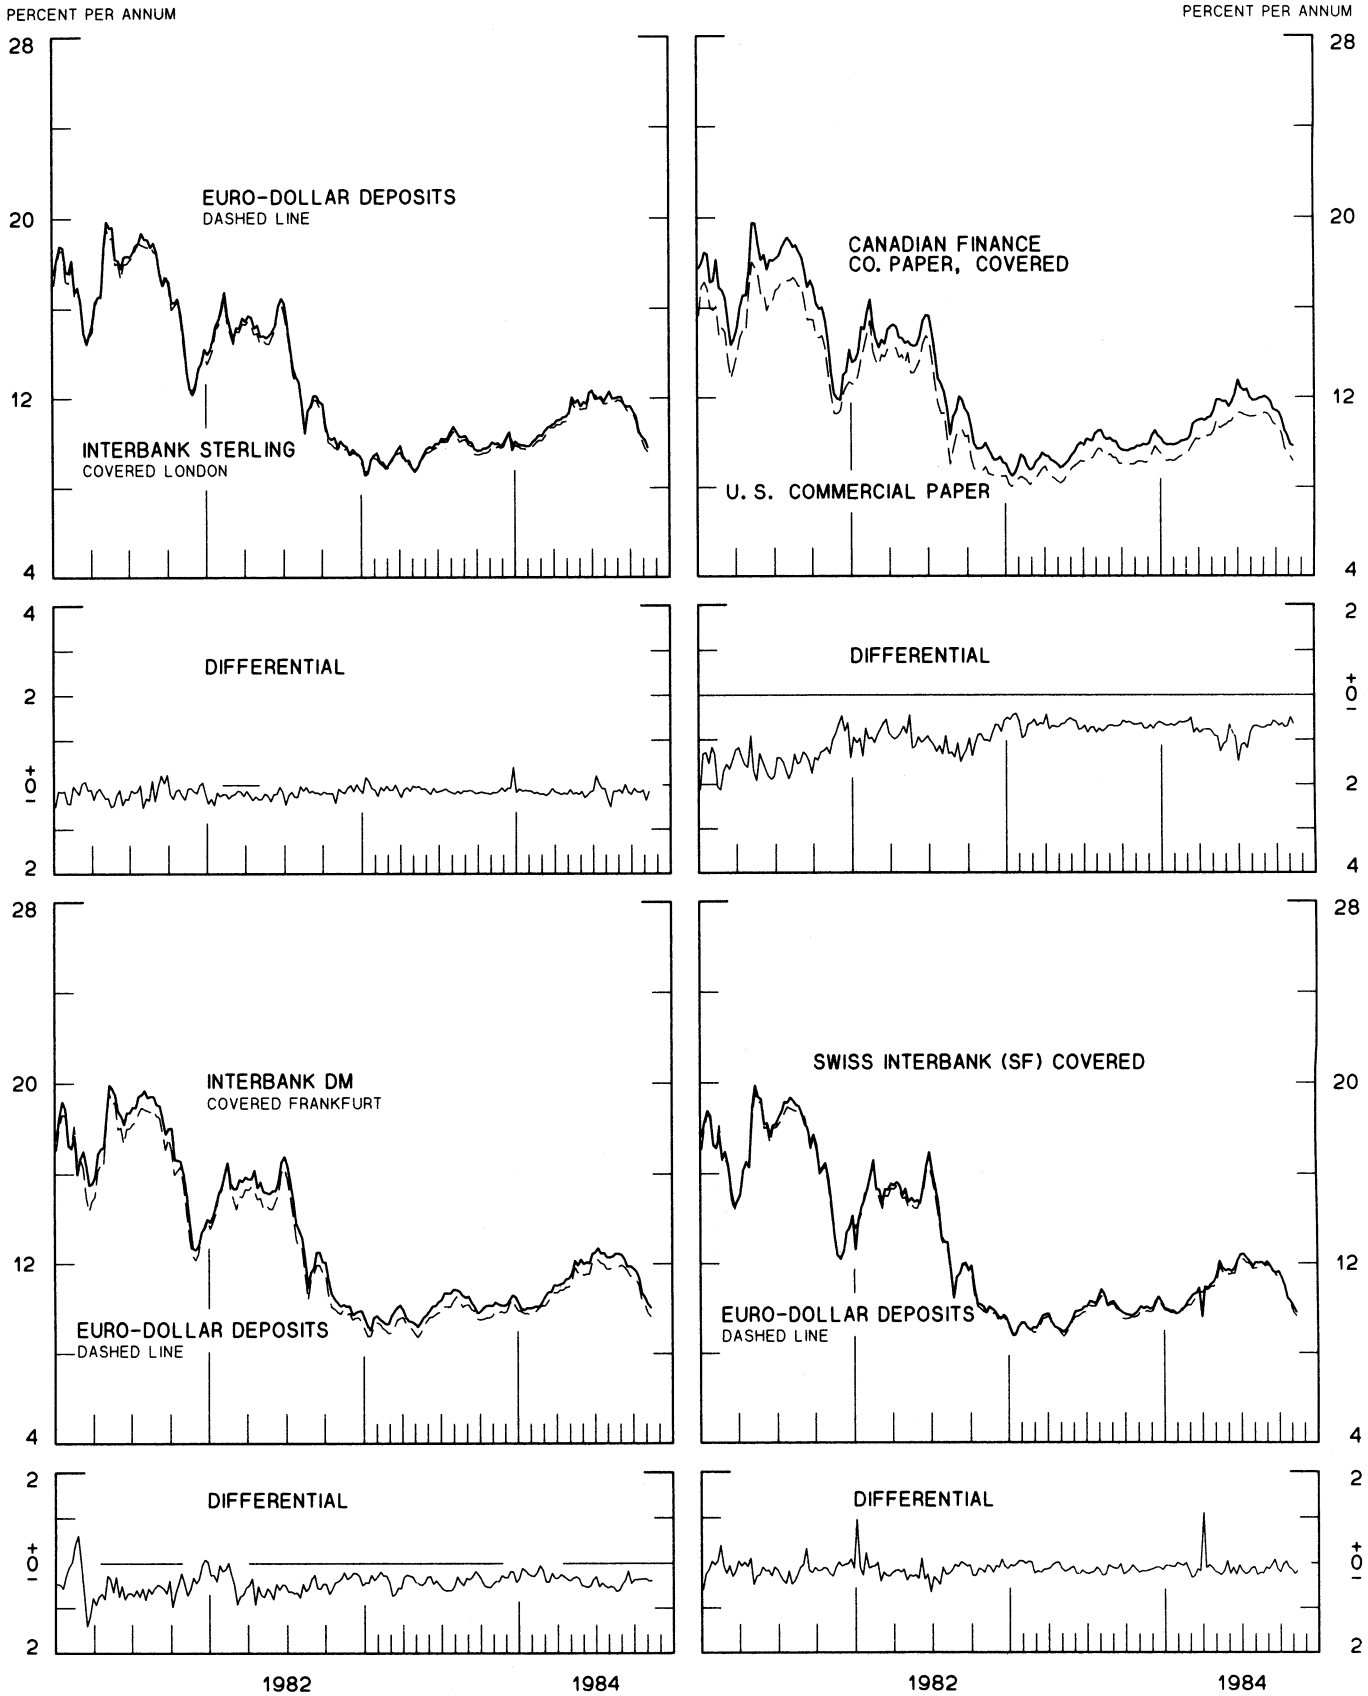 PERCENT PER ANNUM
PERCENT PER ANNUM
28
20
12
4
EURO-DOLLAR DEPOSITS
DASHED LINE
INTERBANK STERLING
COVERED LONDON
28
20
12
4
CANADIAN FINANCE
CO. PAPER, COVERED
U. S. COMMERCIAL PAPER
4
2
+
0
−
2
DIFFERENTIAL
2
+
0
−
2
4
DIFFERENTIAL
28
20
12
4
INTERBANK DM
COVERED FRANKFURT
EURO-DOLLAR DEPOSITS
DASHED LINE
28
20
12
4
SWISS INTERBANK (SF) COVERED
EURO-DOLLAR DEPOSITS
DASHED LINE
2
+
0
−
2
DIFFERENTIAL
2
+
0
−
2
DIFFERENTIAL
1982
1984
1982
1984